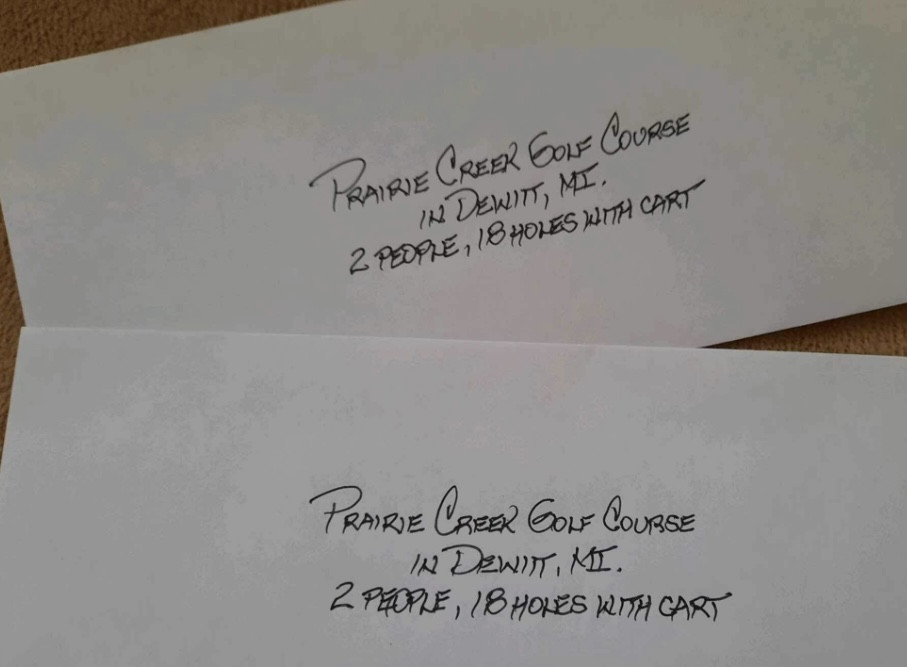 PRAIRIE CREEK GOLF COURSE
IN DEWITT, MI.
2 PEOPLE, 18 HOLES WITH CART
PRAIRIE CREEK GOLF COURSE
IN DEWITT, MI.
2 PEOPLE, 18 HOLES WITH CART